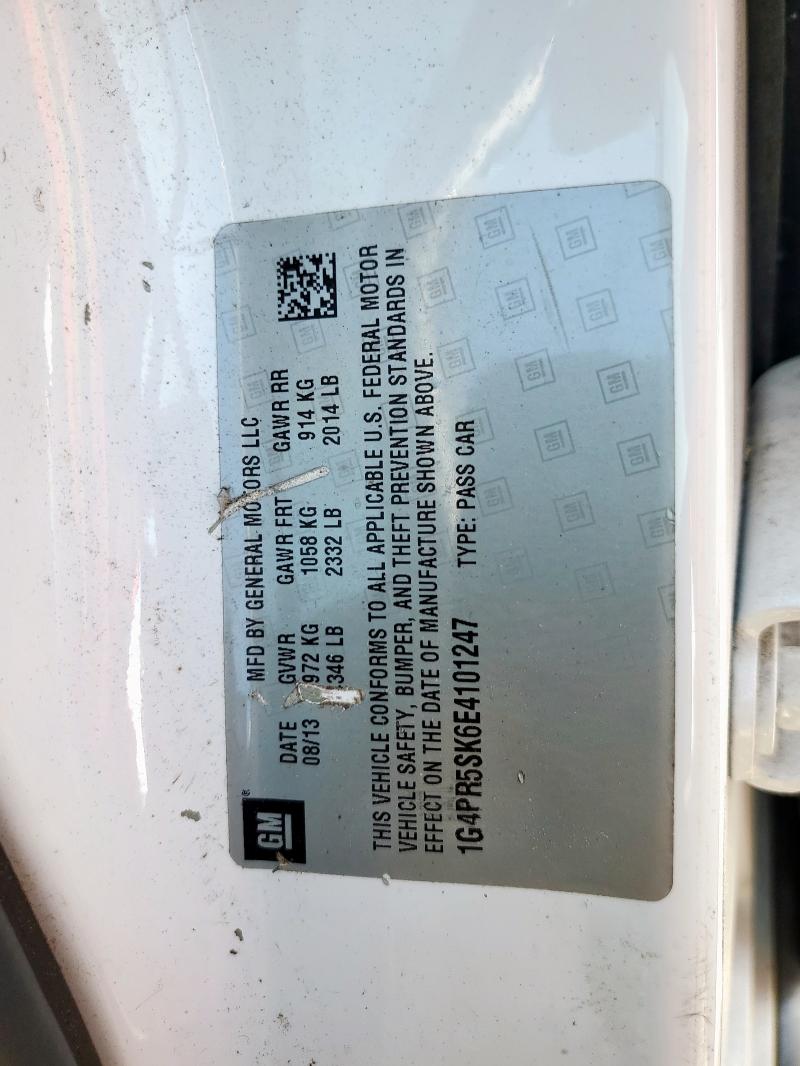 GM®
MFD BY GENERAL MOTORS LLC
DATE GVWR GAWR FRT GAWR RR
08/13 972 KG 1058 KG 914 KG
346 LB 2332 LB 2014 LB
THIS VEHICLE CONFORMS TO ALL APPLICABLE U.S. FEDERAL MOTOR
VEHICLE SAFETY, BUMPER, AND THEFT PREVENTION STANDARDS IN
EFFECT ON THE DATE OF MANUFACTURE SHOWN ABOVE.
1G4PR5SK6E4101247 TYPE: PASS CAR